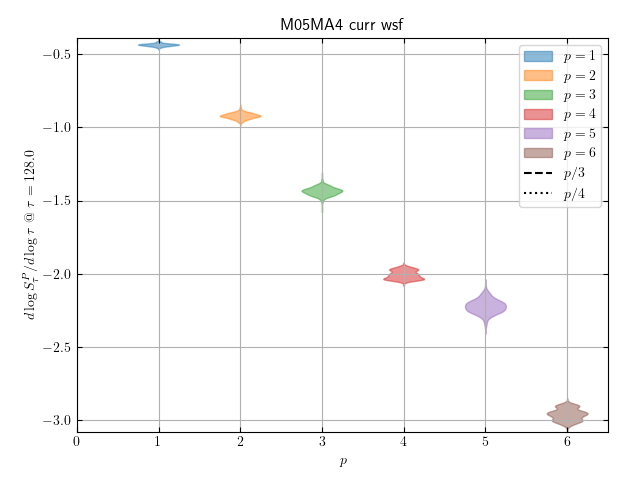 M05MA4 curr wsf
d log S_τ^P / d log τ @ τ = 128.0
−0.5
−1.0
−1.5
−2.0
−2.5
−3.0
0 1 2 3 4 5 6
p
p = 1
p = 2
p = 3
p = 4
p = 5
p = 6
p/3
p/4